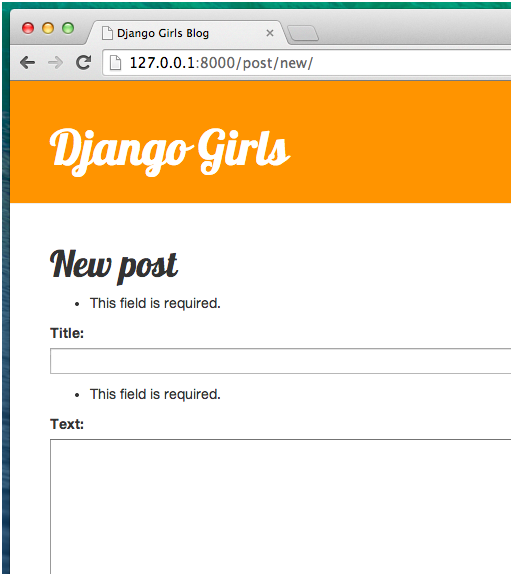 Django Girls Blog
127.0.0.1:8000/post/new/
Django Girls
New post
• This field is required.
Title:
• This field is required.
Text: